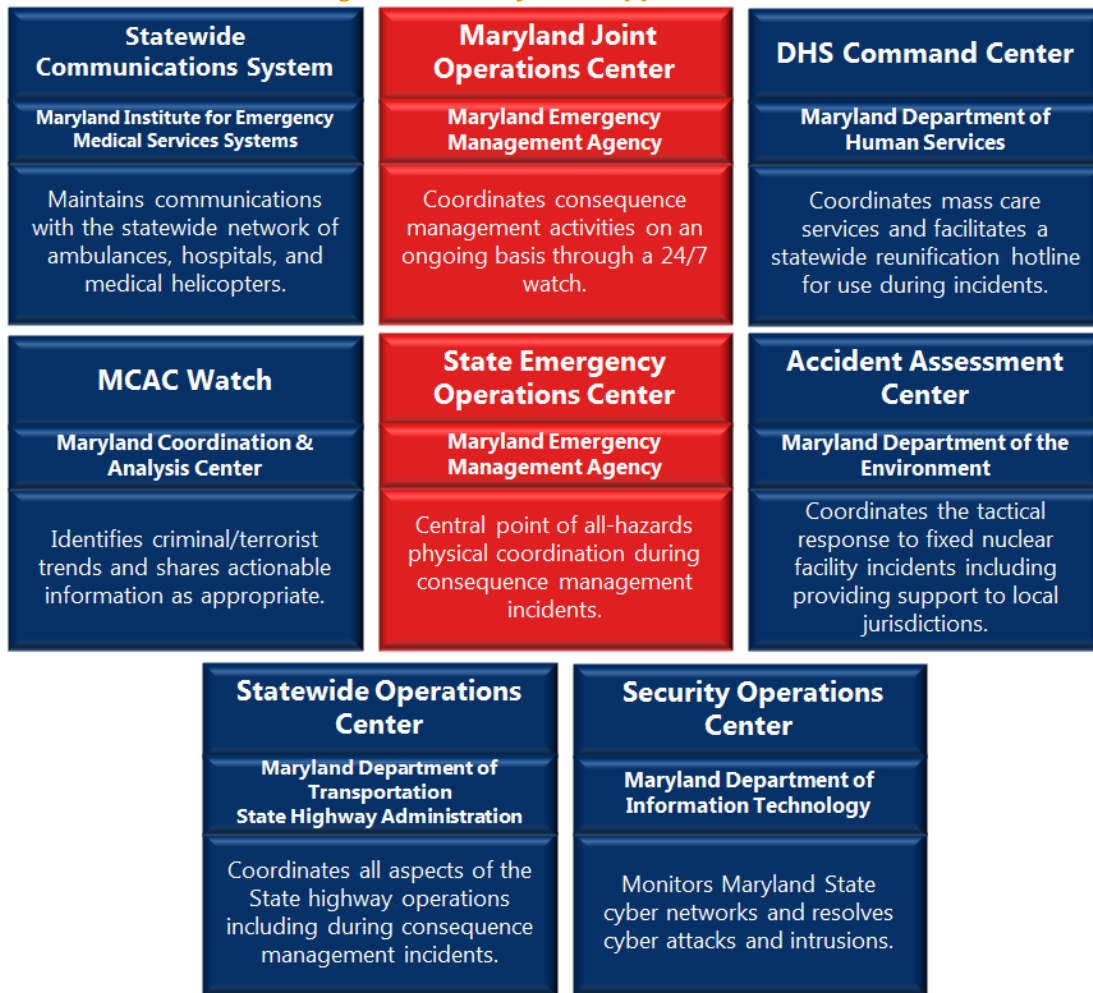 Statewide
Communications System
Maryland Institute for Emergency
Medical Services Systems
Maintains communications
with the statewide network of
ambulances, hospitals, and
medical helicopters.
Maryland Joint
Operations Center
Maryland Emergency
Management Agency
Coordinates consequence
management activities on an
ongoing basis through a 24/7
watch.
DHS Command Center
Maryland Department of
Human Services
Coordinates mass care
services and facilitates a
statewide reunification hotline
for use during incidents.
MCAC Watch
Maryland Coordination &
Analysis Center
Identifies criminal/terrorist
trends and shares actionable
information as appropriate.
State Emergency
Operations Center
Maryland Emergency
Management Agency
Central point of all-hazards
physical coordination during
consequence management
incidents.
Accident Assessment
Center
Maryland Department of the
Environment
Coordinates the tactical
response to fixed nuclear
facility incidents including
providing support to local
jurisdictions.
Statewide Operations
Center
Maryland Department of
Transportation
State Highway Administration
Coordinates all aspects of the
State highway operations
including during consequence
management incidents.
Security Operations
Center
Maryland Department of
Information Technology
Monitors Maryland State
cyber networks and resolves
cyber attacks and intrusions.